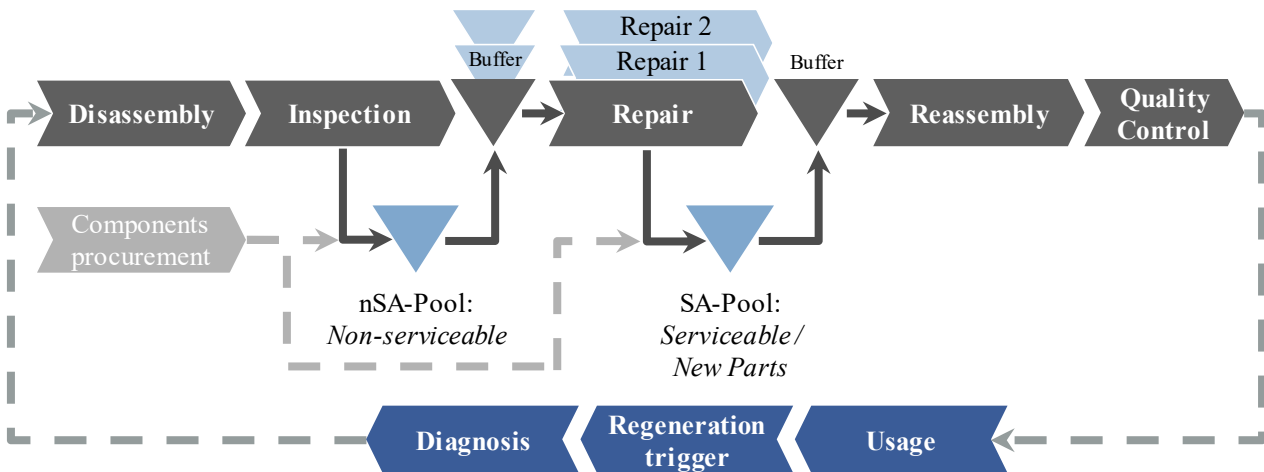 Repair 2
Buffer
Repair 1
Buffer
Disassembly
Inspection
Repair
Reassembly
Quality
Control
Components
procurement
nSA-Pool:
Non-serviceable
SA-Pool:
Serviceable /
New Parts
Diagnosis
Regeneration
trigger
Usage